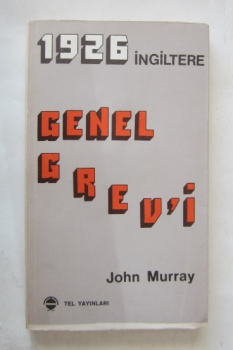 1926 İNGİLTERE
GENEL
GREV'İ
John Murray
TEL YAYINLARI